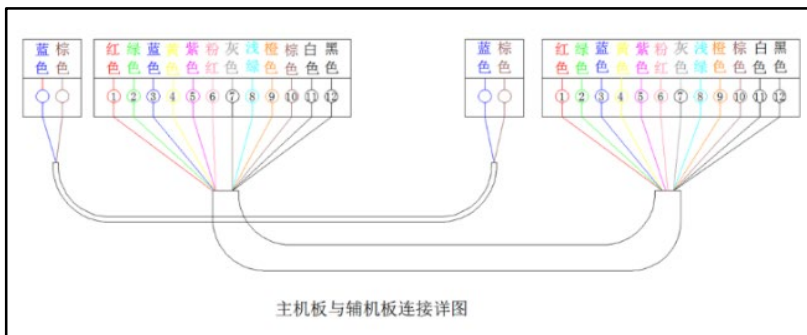 蓝色 棕色 红色 绿色 蓝色 黄色 紫色 粉红 灰色 浅绿 橙色 棕色 白色 黑色 蓝色 棕色 红色 绿色 蓝色 黄色 紫色 粉红 灰色 浅绿 橙色 棕色 白色 黑色
① ② ③ ④ ⑤ ⑥ ⑦ ⑧ ⑨ ⑩ ⑪ ⑫ ① ② ③ ④ ⑤ ⑥ ⑦ ⑧ ⑨ ⑩ ⑪ ⑫
主机板与辅机板连接详图